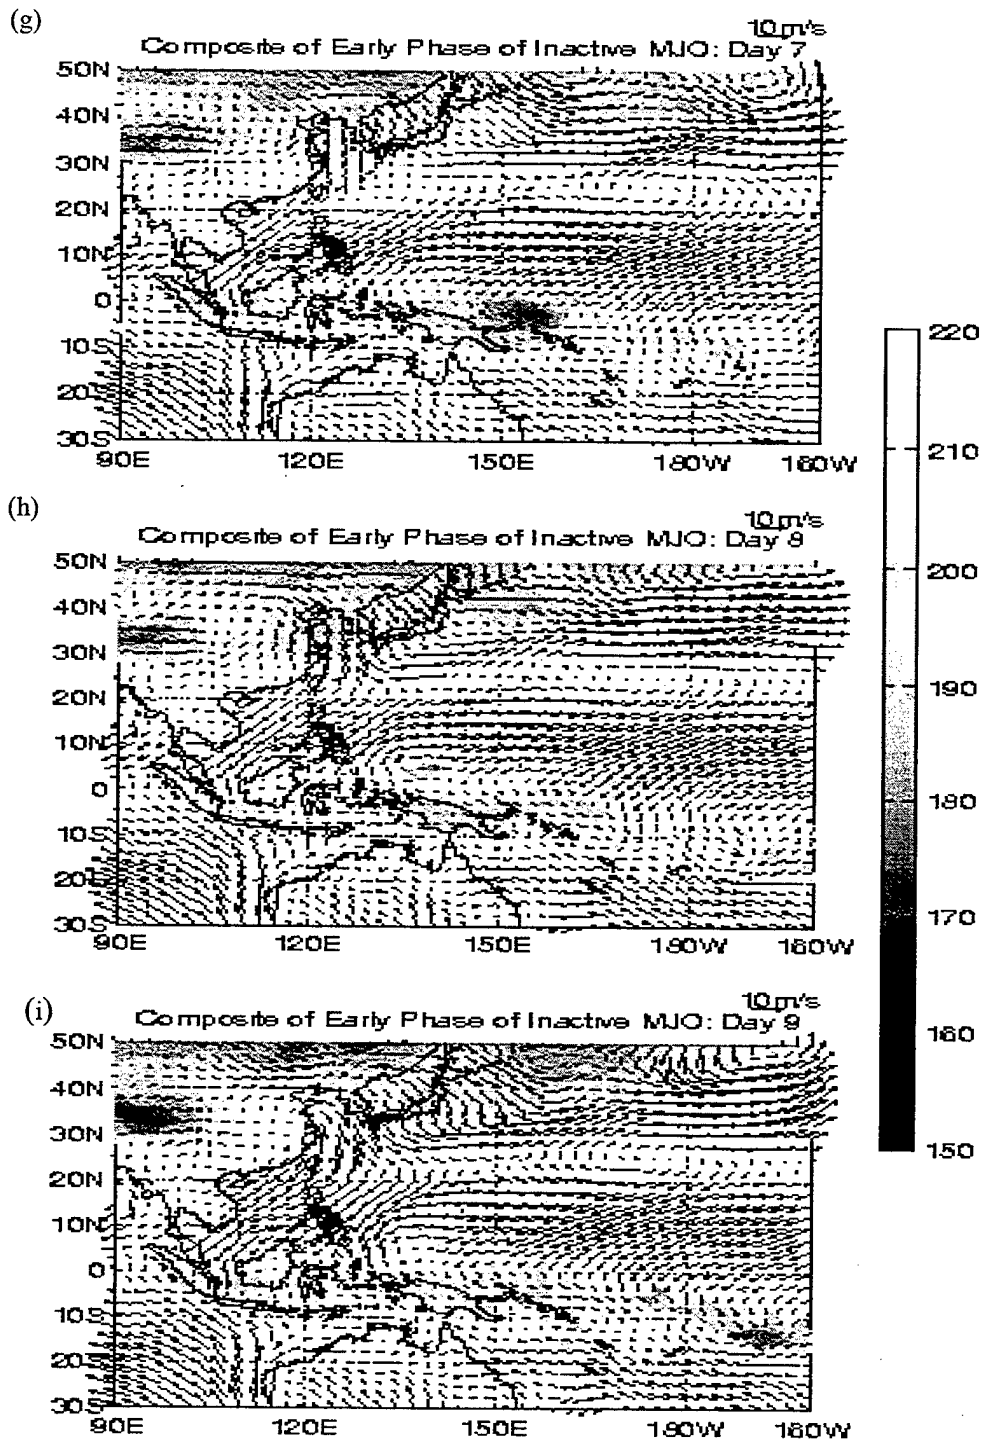 (g)
10 m/s
Composite of Early Phase of Inactive MJO: Day 7
50N
40N
30N
20N
10N
0
10S
20S
30S
90E 120E 150E 180W 160W
(h)
10 m/s
Composite of Early Phase of Inactive MJO: Day 8
50N
40N
30N
20N
10N
0
10S
20S
30S
90E 120E 150E 180W 160W
(i)
10 m/s
Composite of Early Phase of Inactive MJO: Day 9
50N
40N
30N
20N
10N
0
10S
20S
30S
90E 120E 150E 180W 160W
220
210
200
190
180
170
160
150